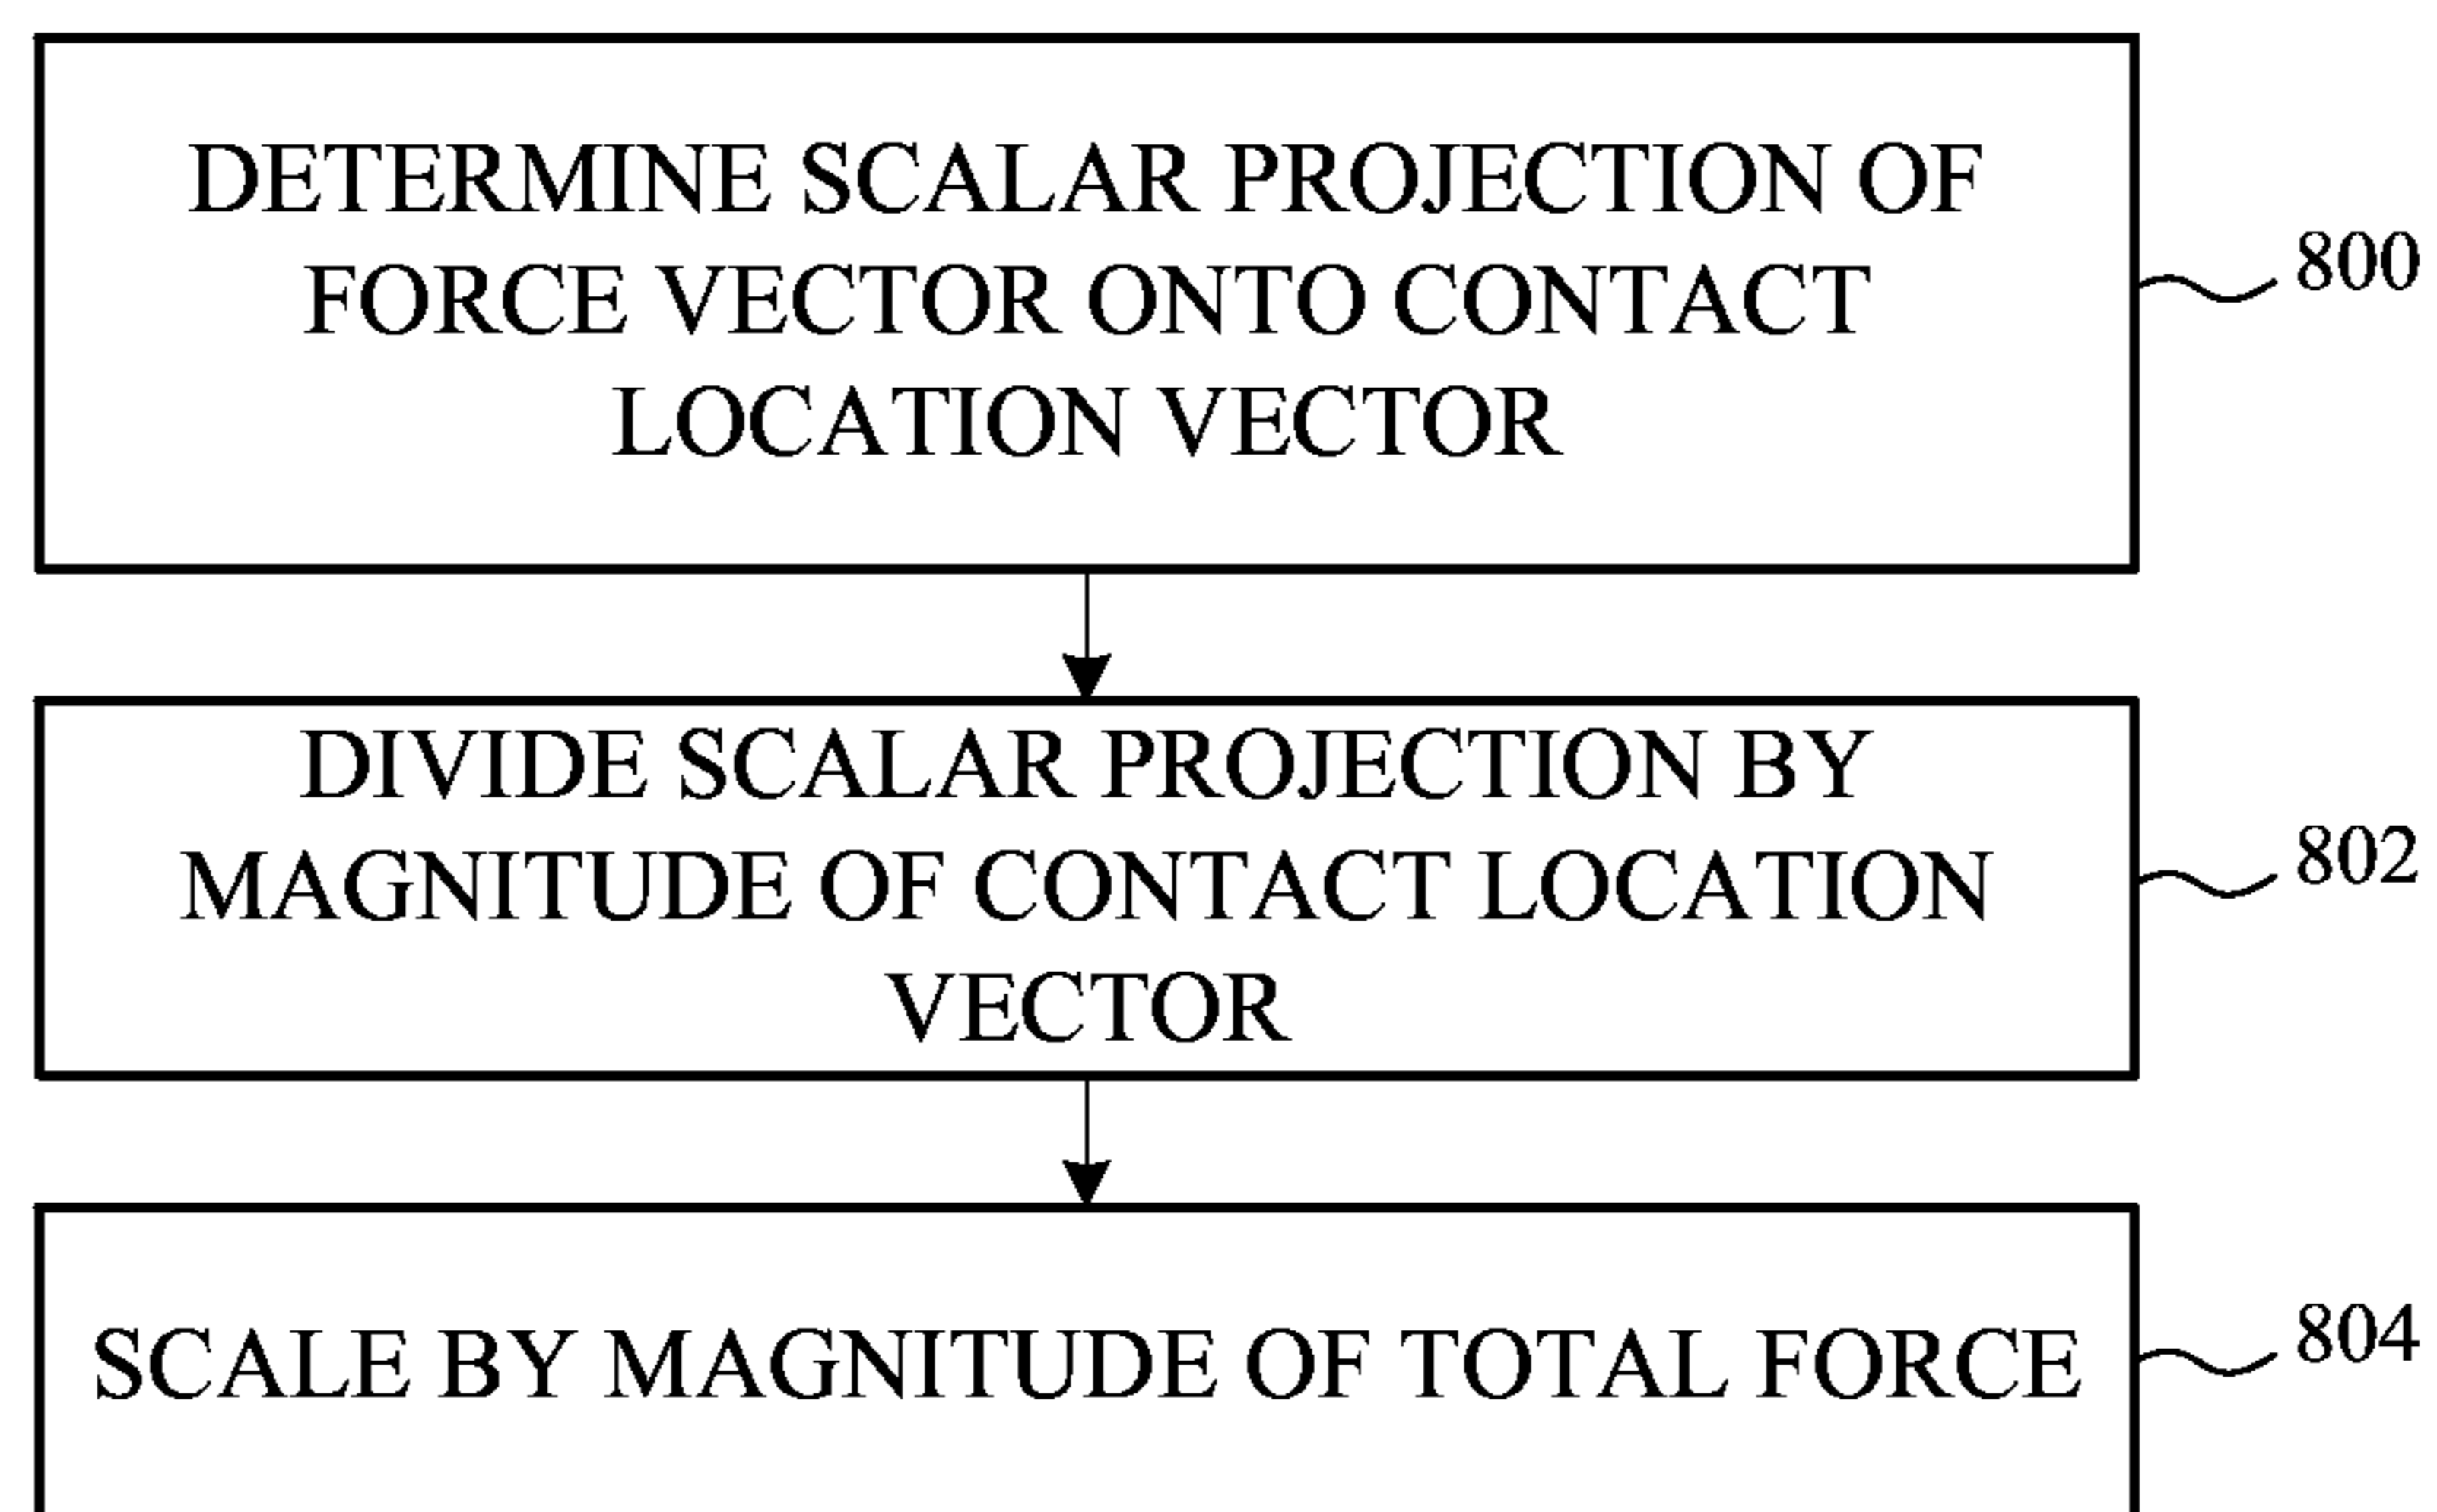 DETERMINE SCALAR PROJECTION OF
FORCE VECTOR ONTO CONTACT
LOCATION VECTOR
800
DIVIDE SCALAR PROJECTION BY
MAGNITUDE OF CONTACT LOCATION
VECTOR
802
SCALE BY MAGNITUDE OF TOTAL FORCE
804